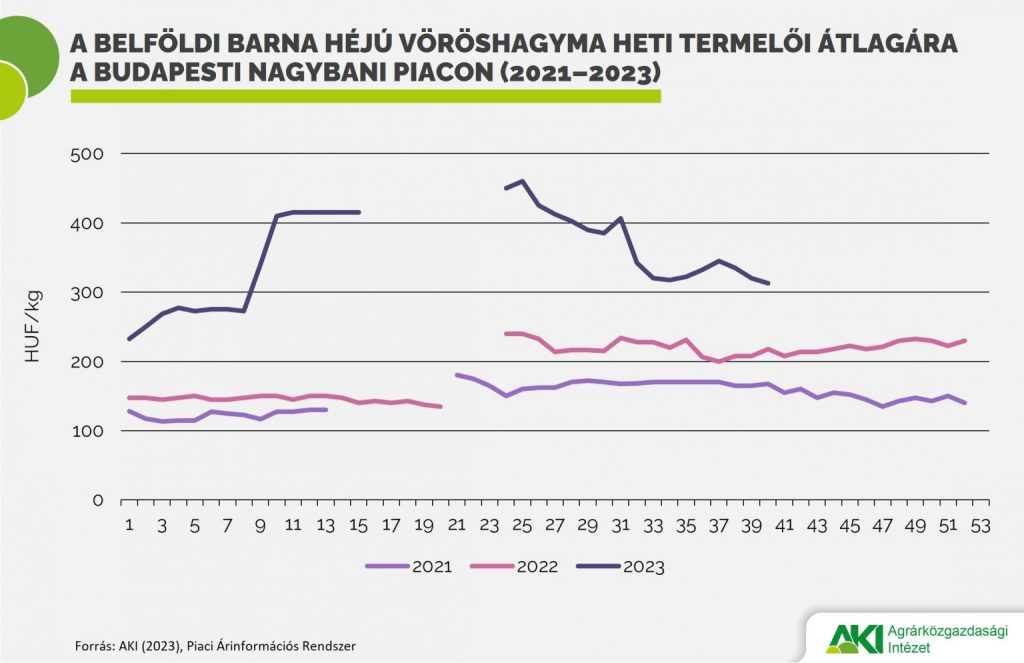 A BELFÖLDI BARNA HÉJÚ VÖRÖSHAGYMA HETI TERMELŐI ÁTLAGÁRA
A BUDAPESTI NAGYBANI PIACON (2021–2023)
500
400
300
200
100
0
HUF/kg
1 3 5 7 9 11 13 15 17 19 21 23 25 27 29 31 33 35 37 39 41 43 45 47 49 51 53
2021 2022 2023
Forrás: AKI (2023), Piaci Árinformációs Rendszer
AKI Agrárközgazdasági
Intézet